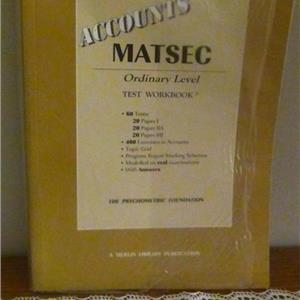 ACCOUNTS
MATSEC
Ordinary Level
TEST WORKBOOK
• 60 Tests:
20 Papers I
20 Papers IIA
20 Papers IIB
• 400 Exercises in Accounts
• Topic Grid
• Progress Report Marking Schemes
• Modelled on real examinations
• With Answers
THE PSYCHOMETRIC FOUNDATION
A MERLIN LIBRARY PUBLICATION